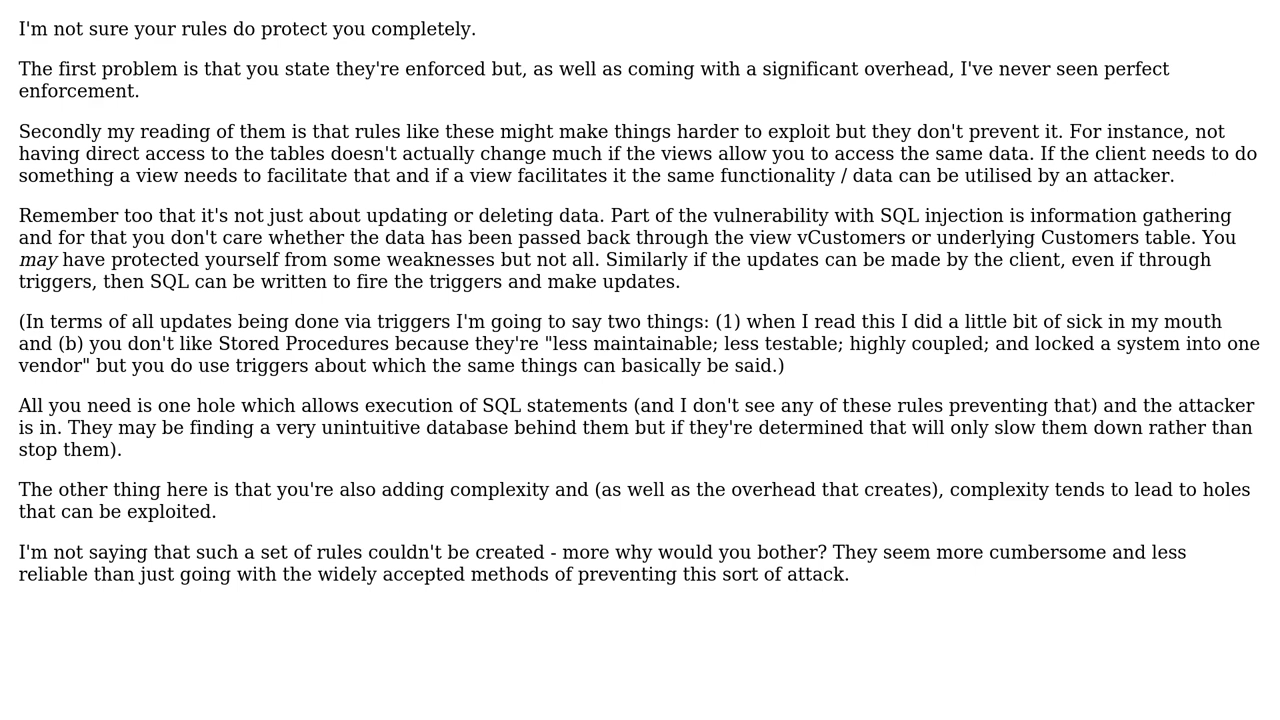 I'm not sure your rules do protect you completely.
The first problem is that you state they're enforced but, as well as coming with a significant overhead, I've never seen perfect
enforcement.
Secondly my reading of them is that rules like these might make things harder to exploit but they don't prevent it. For instance, not
having direct access to the tables doesn't actually change much if the views allow you to access the same data. If the client needs to do
something a view needs to facilitate that and if a view facilitates it the same functionality / data can be utilised by an attacker.
Remember too that it's not just about updating or deleting data. Part of the vulnerability with SQL injection is information gathering
and for that you don't care whether the data has been passed back through the view vCustomers or underlying Customers table. You
may have protected yourself from some weaknesses but not all. Similarly if the updates can be made by the client, even if through
triggers, then SQL can be written to fire the triggers and make updates.
(In terms of all updates being done via triggers I'm going to say two things: (1) when I read this I did a little bit of sick in my mouth
and (b) you don't like Stored Procedures because they're "less maintainable; less testable; highly coupled; and locked a system into one
vendor" but you do use triggers about which the same things can basically be said.)
All you need is one hole which allows execution of SQL statements (and I don't see any of these rules preventing that) and the attacker
is in. They may be finding a very unintuitive database behind them but if they're determined that will only slow them down rather than
stop them).
The other thing here is that you're also adding complexity and (as well as the overhead that creates), complexity tends to lead to holes
that can be exploited.
I'm not saying that such a set of rules couldn't be created - more why would you bother? They seem more cumbersome and less
reliable than just going with the widely accepted methods of preventing this sort of attack.